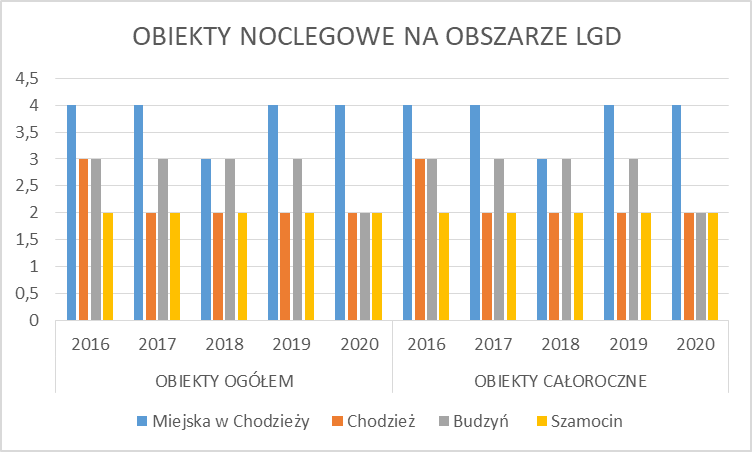 OBIEKTY NOCLEGOWE NA OBSZARZE LGD
4,5
4
3,5
3
2,5
2
1,5
1
0,5
0
2016 2017 2018 2019 2020 2016 2017 2018 2019 2020
OBIEKTY OGÓŁEM OBIEKTY CAŁOROCZNE
Miejska w Chodzieży Chodzież Budzyń Szamocin